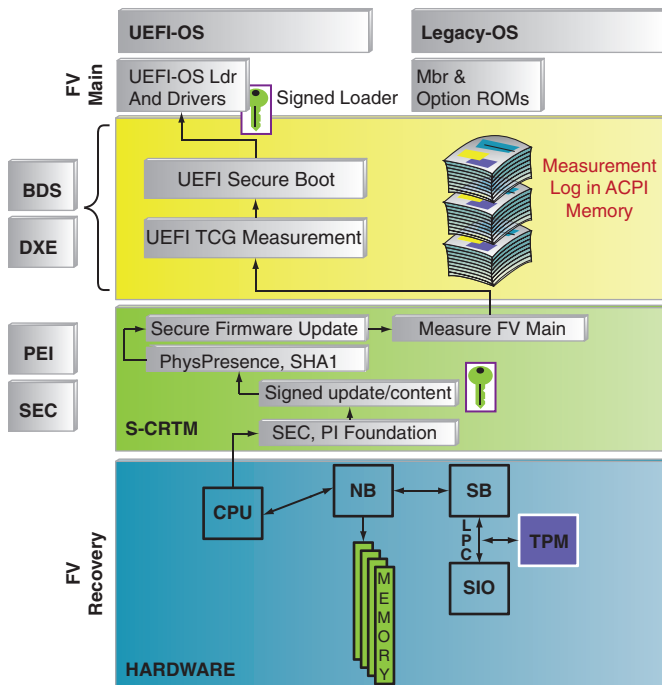 UEFI-OS
Legacy-OS
FV
Main
UEFI-OS Ldr
And Drivers
Signed Loader
Mbr &
Option ROMs
BDS
DXE
UEFI Secure Boot
UEFI TCG Measurement
Measurement
Log in ACPI
Memory
PEI
SEC
Secure Firmware Update
Measure FV Main
PhysPresence, SHA1
Signed update/content
SEC, PI Foundation
S-CRTM
FV
Recovery
CPU
NB
SB
LPC
TPM
SIO
MEMORY
HARDWARE